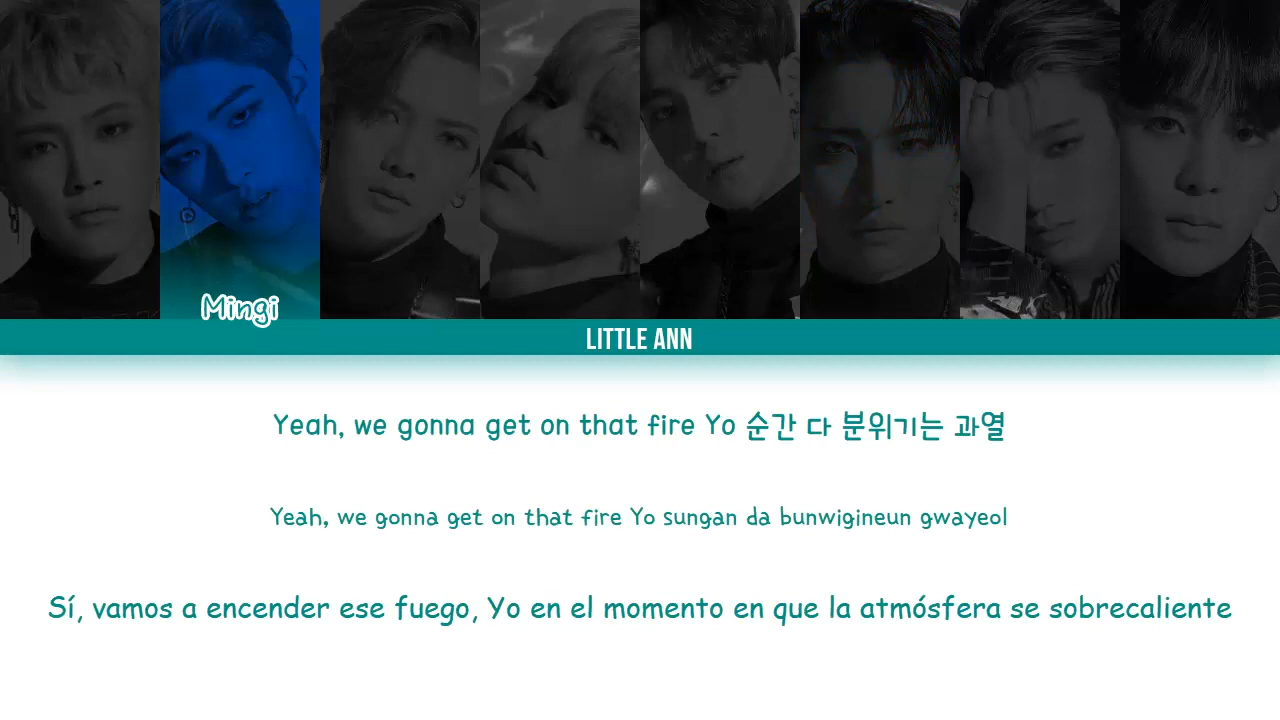 Mingi
LITTLE ANN
Yeah, we gonna get on that fire Yo 순간 다 분위기는 과열
Yeah, we gonna get on that fire Yo sungan da bunwigineun gwayeol
Sí, vamos a encender ese fuego, Yo en el momento en que la atmósfera se sobrecaliente